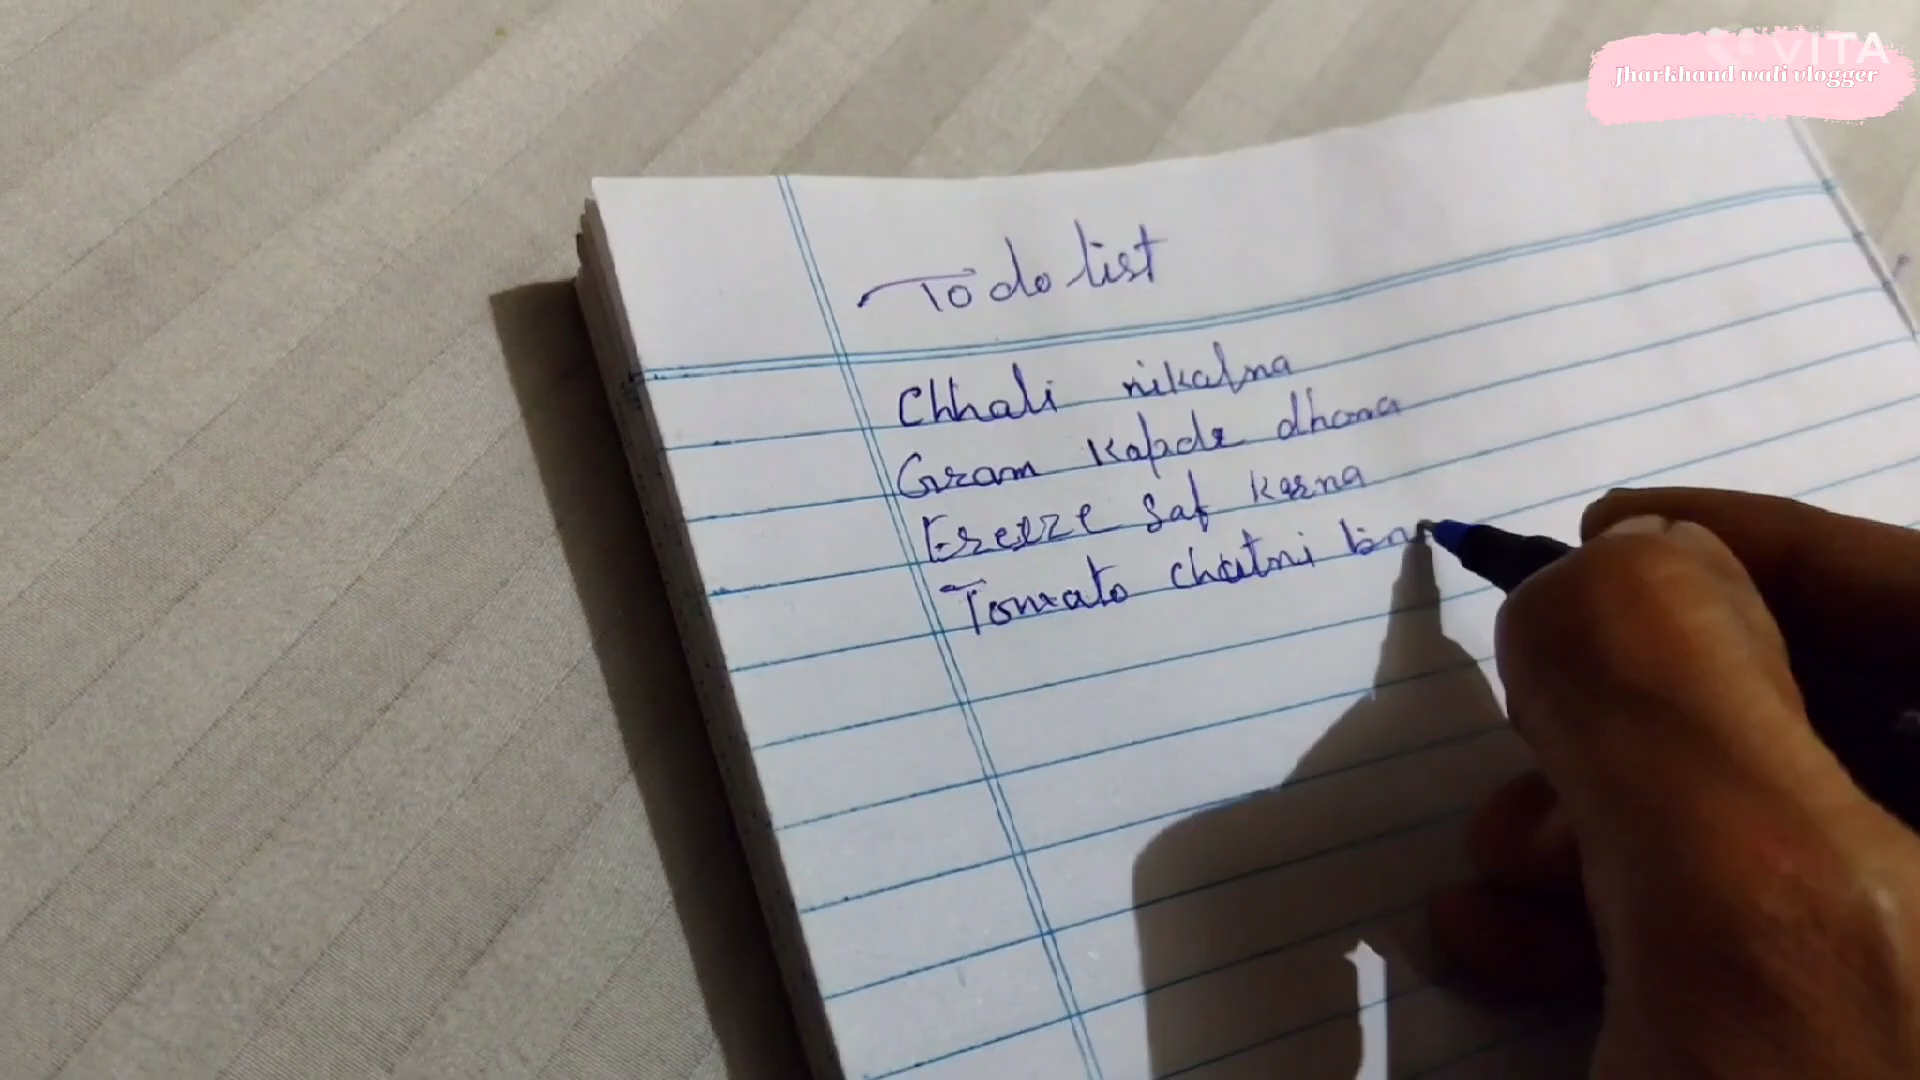 VITA
Jharkhand wali vlogger
To do list
Chhali nikalna
Gram kapde dhona
Freeze saf karna
Tomato chatni